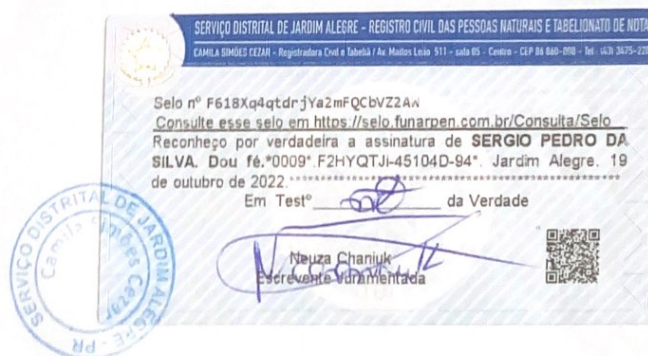 SERVIÇO DISTRITAL DE JARDIM ALEGRE - REGISTRO CIVIL DAS PESSOAS NATURAIS E TABELIONATO DE NOTA
CAMILA SIMÕES CEZAR - Registradora Civil e Tabeliã / Av. Mattos Leão 511 - sala 05 - Centro - CEP 86 860-000 - Tel.: (43) 3475-
Selo nº F618Xq4qtdrjYa2mFQCbVZ2Aw
Consulte esse selo em https://selo.funarpen.com.br/Consulta/Selo
Reconheço por verdadeira a assinatura de SERGIO PEDRO DA
SILVA. Dou fé.*0009*.F2HYQTJI-45104D-94*. Jardim Alegre, 19
de outubro de 2022.
Em Testº da Verdade
Neuza Chaniuk
Escrevente Juramentada
SERVIÇO DISTRITAL DE JARDIM ALEGRE - PR
Camila Simões Cezar